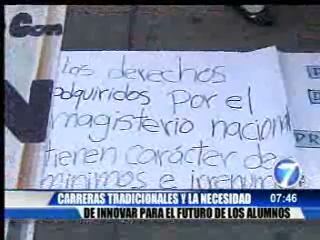 con
Los derechos
adquiridos por el
magisterio nacional
tienen carácter de
mínimos e
N
PR
7
CARRERAS TRADICIONALES Y LA NECESIDAD 07:46
DE INNOVAR PARA EL FUTURO DE LOS ALUMNOS